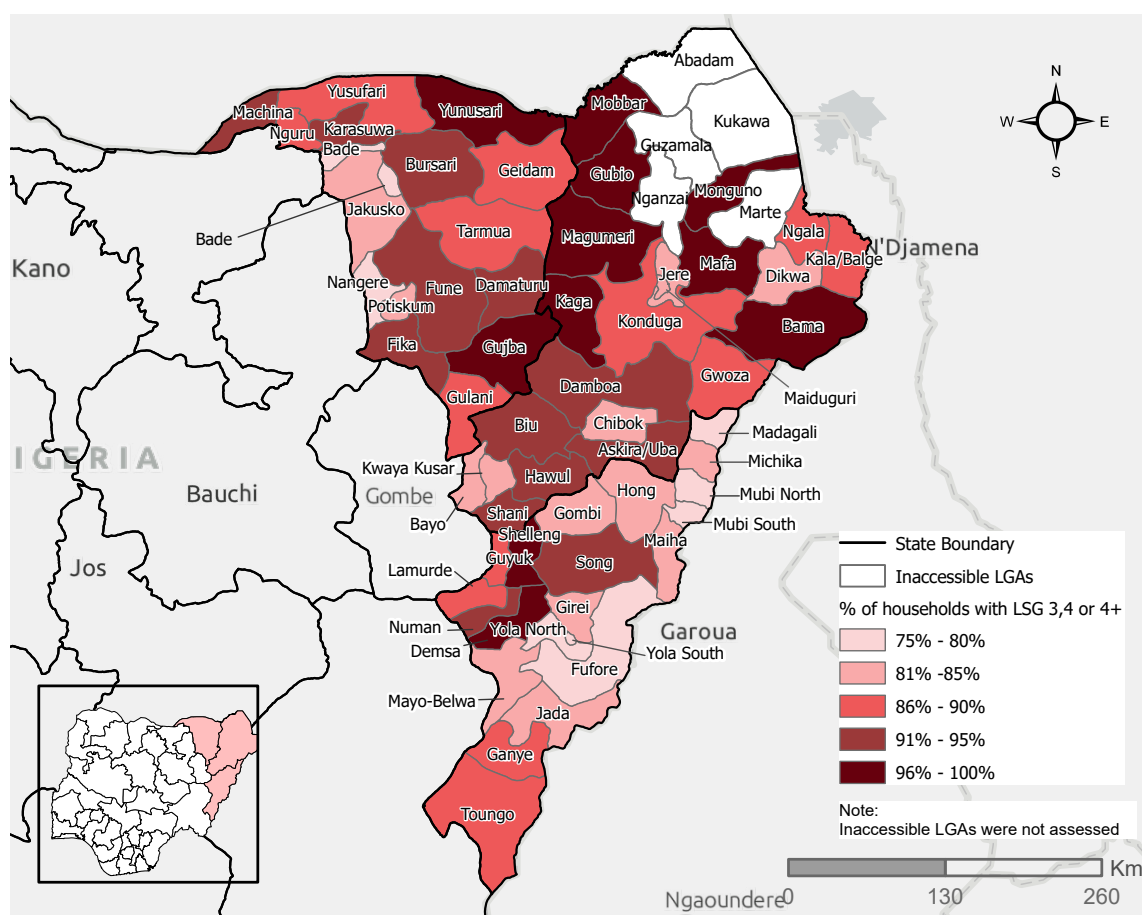 Abadam
Kukawa
Mobbar
Guzamala
Yusufari
Yunusari
Machina
Karasuwa
Nguru
Bade
Bursari
Geidam
Gubio
Nganzai
Monguno
Marte
Jakusko
Bade
Tarmua
Magumeri
Ngala
N'Djamena
Kano
Nangere
Fune
Damaturu
Jere
Mafa
Dikwa
Kala/Balge
Potiskum
Kaga
Konduga
Bama
Fika
Gujba
Gwoza
Maiduguri
Gulani
Damboa
Biu
Chibok
Madagali
Askira/Uba
Michika
IGERIA
Kwaya Kusar
Hawul
Hong
Mubi North
Bauchi
Gombe
Bayo
Shani
Gombi
Mubi South
Shelleng
Maiha
Guyuk
Song
Jos
Lamurde
Girei
Numan
Yola North
Garoua
Demsa
Yola South
Fufore
Mayo-Belwa
Jada
Ganye
Toungo
Ngaoundere
N
W
E
S
State Boundary
Inaccessible LGAs
% of households with LSG 3,4 or 4+
75% - 80%
81% -85%
86% - 90%
91% - 95%
96% - 100%
Note:
Inaccessible LGAs were not assessed
Km
0 130 260